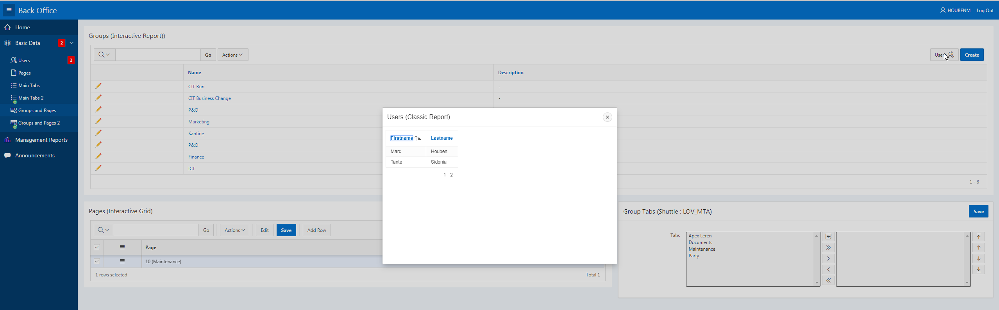 Back Office
HOUBENM Log Out
Home
Basic Data 2
Users 2
Pages
Main Tabs
Main Tabs 2
Groups and Pages
Groups and Pages 2
Management Reports
Announcements
Groups (Interactive Report))
Go Actions
Create
Name Description
CIT Run -
CIT Business Change -
P&O
Marketing
Kantine
P&O
Finance
ICT
1 - 8
Users (Classic Report)
Firstname Lastname
Marc Houben
Tante Sidonia
1 - 2
Pages (Interactive Grid)
Go Actions Edit Save Add Row
Page
10 (Maintenance)
1 rows selected Total 1
Group Tabs (Shuttle : LOV_MTA) Save
Tabs
Apex Leren
Documents
Maintenance
Party